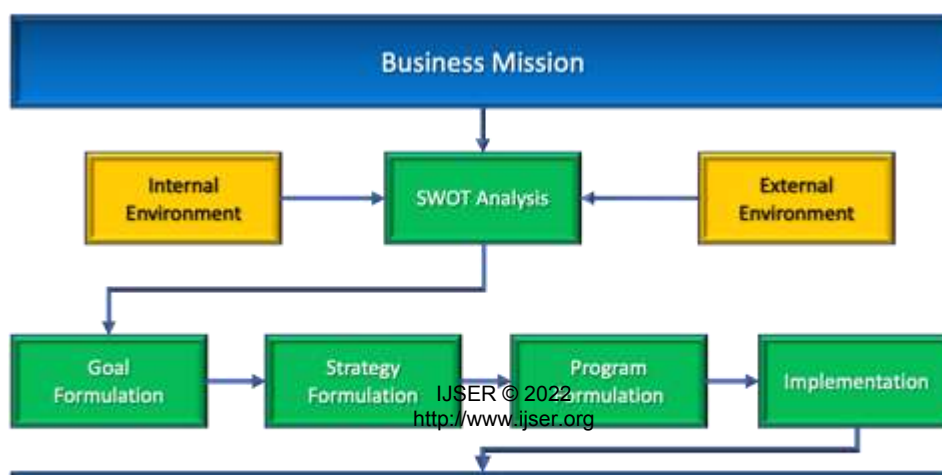 Business Mission
Internal
Environment
SWOT Analysis
External
Environment
Goal
Formulation
Strategy
Formulation
Program
Formulation
Implementation
IJSER © 2022
http://www.ijser.org